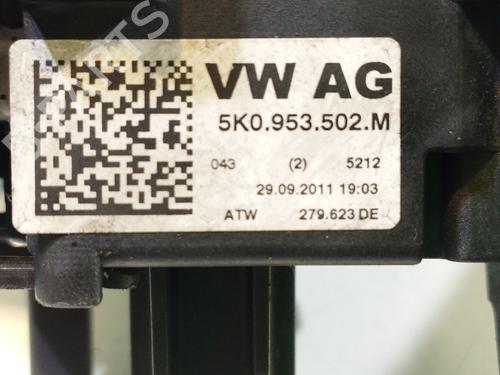 VW AG
5K0.953.502.M
043 (2) 5212
29.09.2011 19:03
ATW 279.623 DE